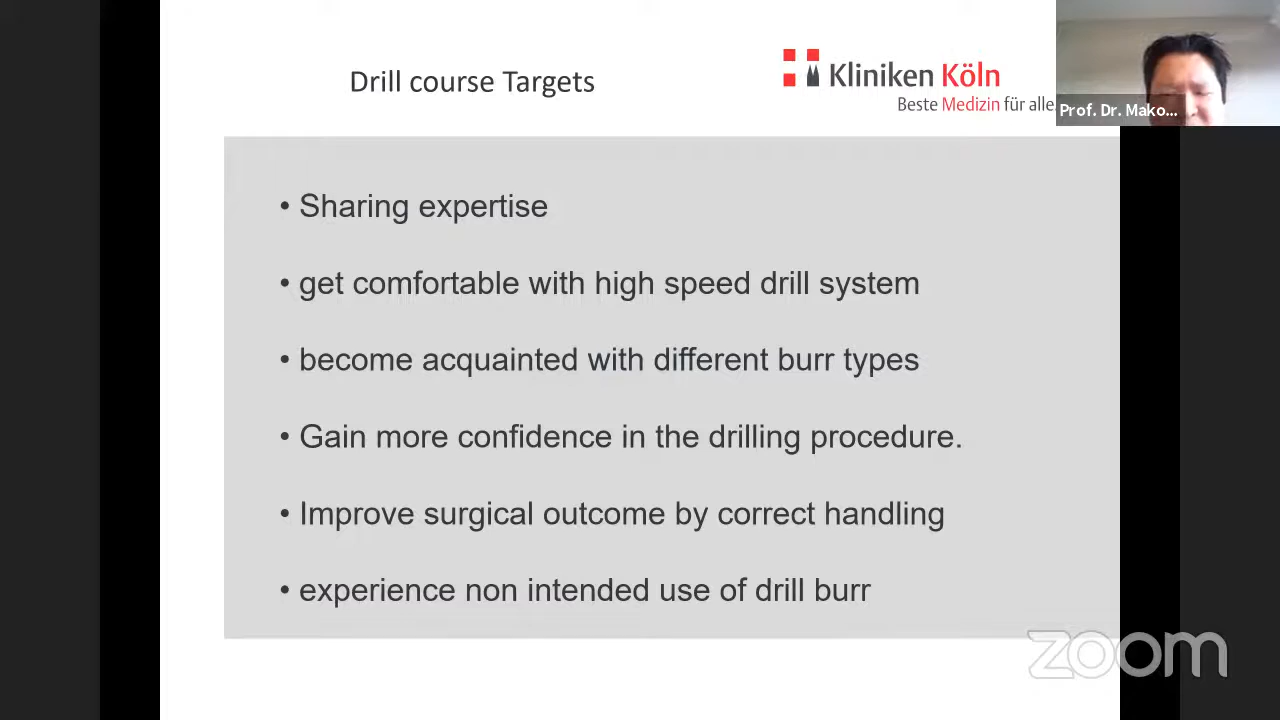 Drill course Targets
Kliniken Köln
Beste Medizin für alle
Prof. Dr. Mako...
• Sharing expertise
• get comfortable with high speed drill system
• become acquainted with different burr types
• Gain more confidence in the drilling procedure.
• Improve surgical outcome by correct handling
• experience non intended use of drill burr
zoom